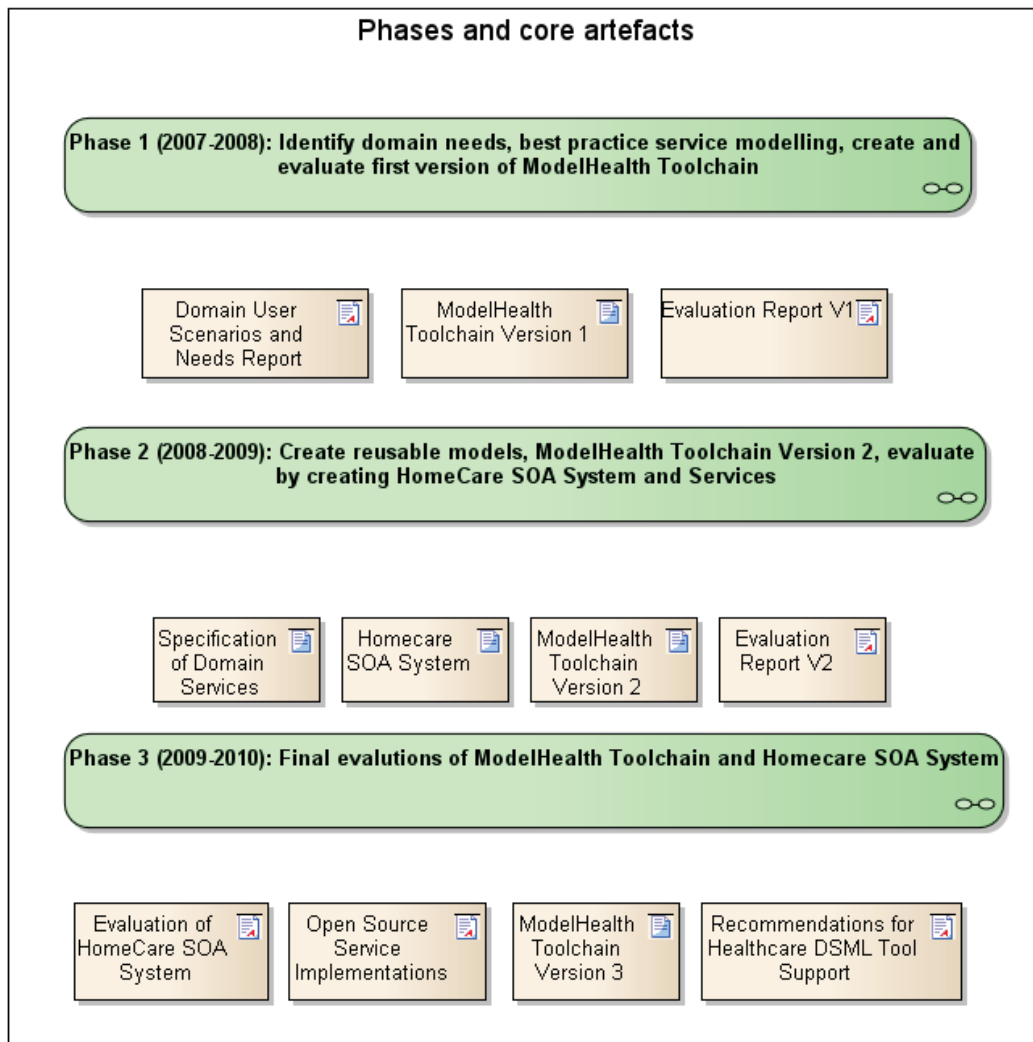 Phases and core artefacts
Phase 1 (2007-2008): Identify domain needs, best practice service modelling, create and
evaluate first version of ModelHealth Toolchain
Domain User
Scenarios and
Needs Report
ModelHealth
Toolchain Version 1
Evaluation Report V1
Phase 2 (2008-2009): Create reusable models, ModelHealth Toolchain Version 2, evaluate
by creating HomeCare SOA System and Services
Specification
of Domain
Services
Homecare
SOA System
ModelHealth
Toolchain
Version 2
Evaluation
Report V2
Phase 3 (2009-2010): Final evalutions of ModelHealth Toolchain and Homecare SOA System
Evaluation of
HomeCare SOA
System
Open Source
Service
Implementations
ModelHealth
Toolchain
Version 3
Recommendations for
Healthcare DSML Tool
Support